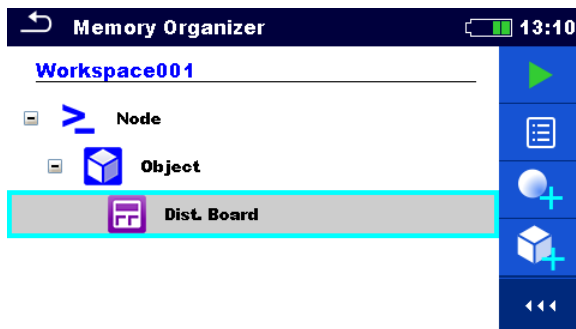 Memory Organizer 13:10
Workspace001
Node
Object
Dist. Board